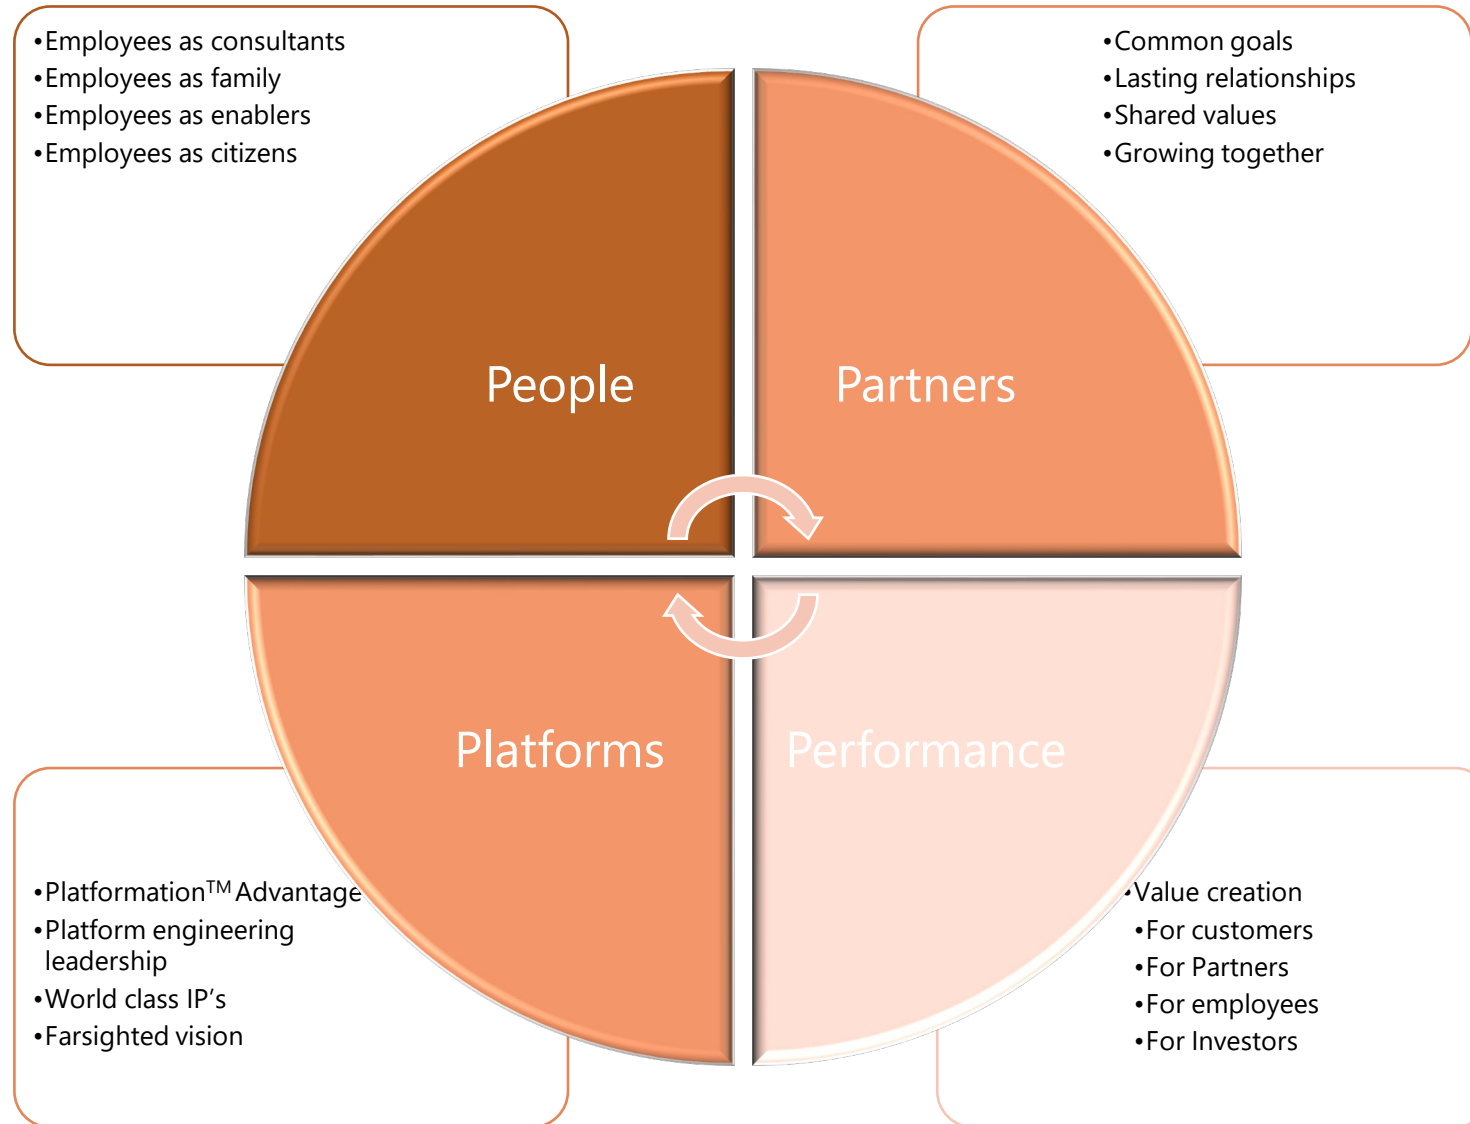 •Employees as consultants
•Employees as family
•Employees as enablers
•Employees as citizens
•Common goals
•Lasting relationships
•Shared values
•Growing together
People
Partners
Platforms
Performance
•Platformation™ Advantage
•Platform engineering
leadership
•World class IP’s
•Farsighted vision
•Value creation
•For customers
•For Partners
•For employees
•For Investors